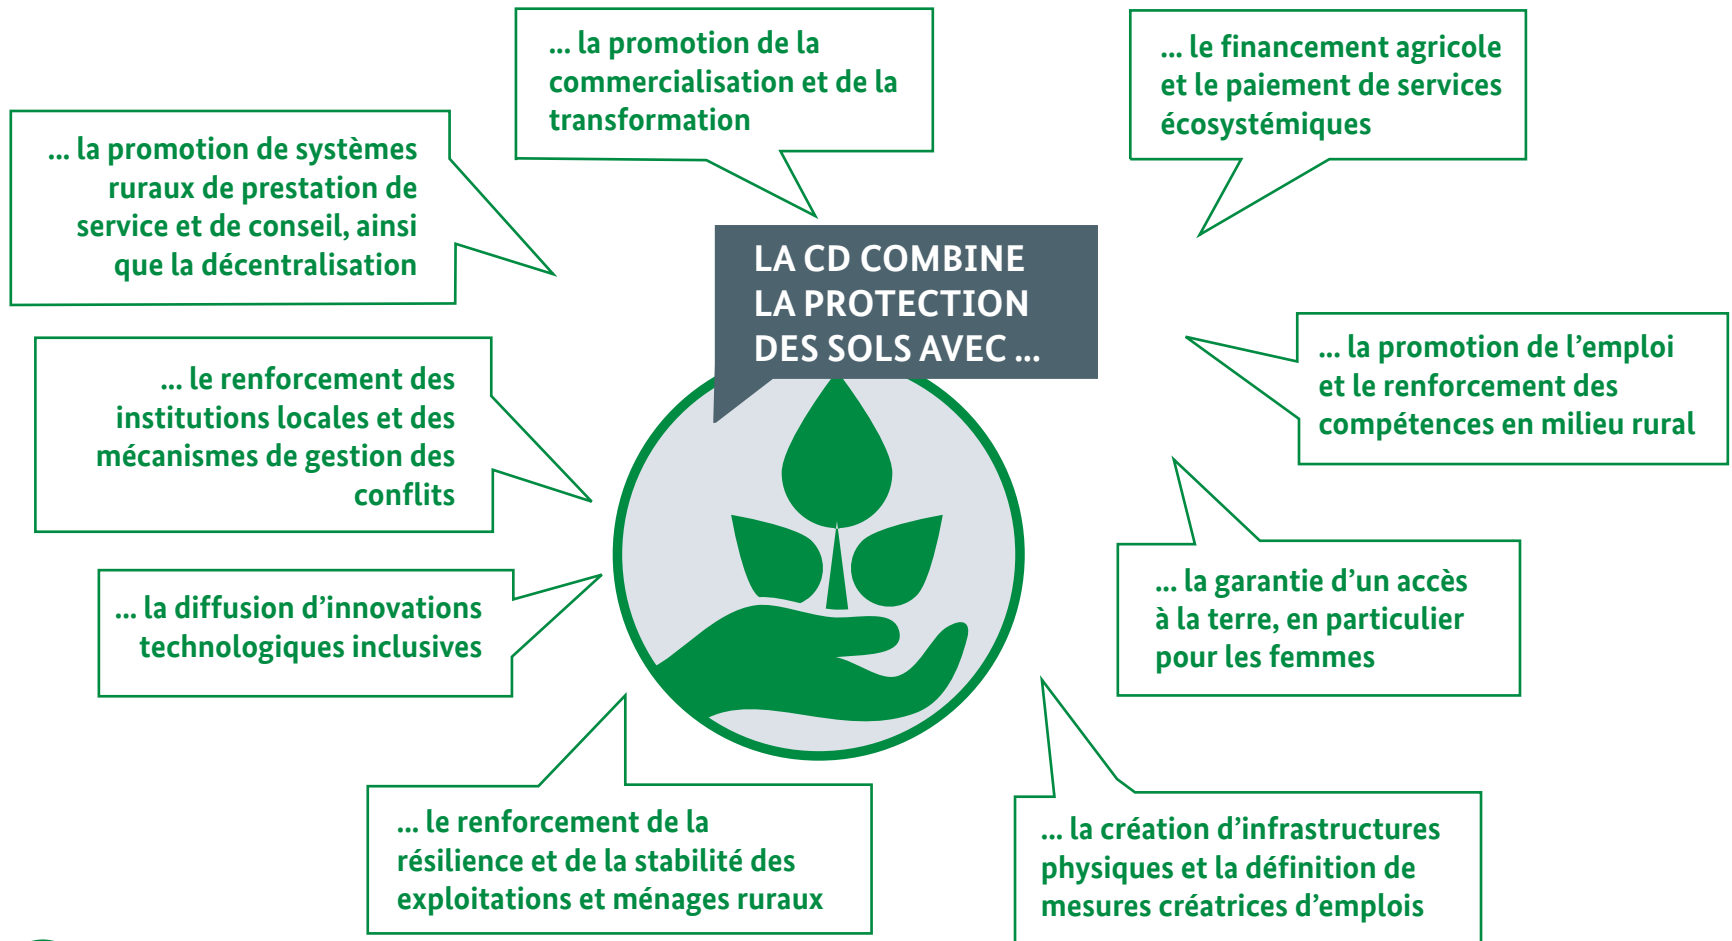 ... la promotion de la
commercialisation et de la
transformation
... le financement agricole
et le paiement de services
écosystémiques
... la promotion de systèmes
ruraux de prestation de
service et de conseil, ainsi
que la décentralisation
LA CD COMBINE
LA PROTECTION
DES SOLS AVEC ...
... la promotion de l’emploi
et le renforcement des
compétences en milieu rural
... le renforcement des
institutions locales et des
mécanismes de gestion des
conflits
... la garantie d’un accès
à la terre, en particulier
pour les femmes
... la diffusion d’innovations
technologiques inclusives
... le renforcement de la
résilience et de la stabilité des
exploitations et ménages ruraux
... la création d’infrastructures
physiques et la définition de
mesures créatrices d’emplois